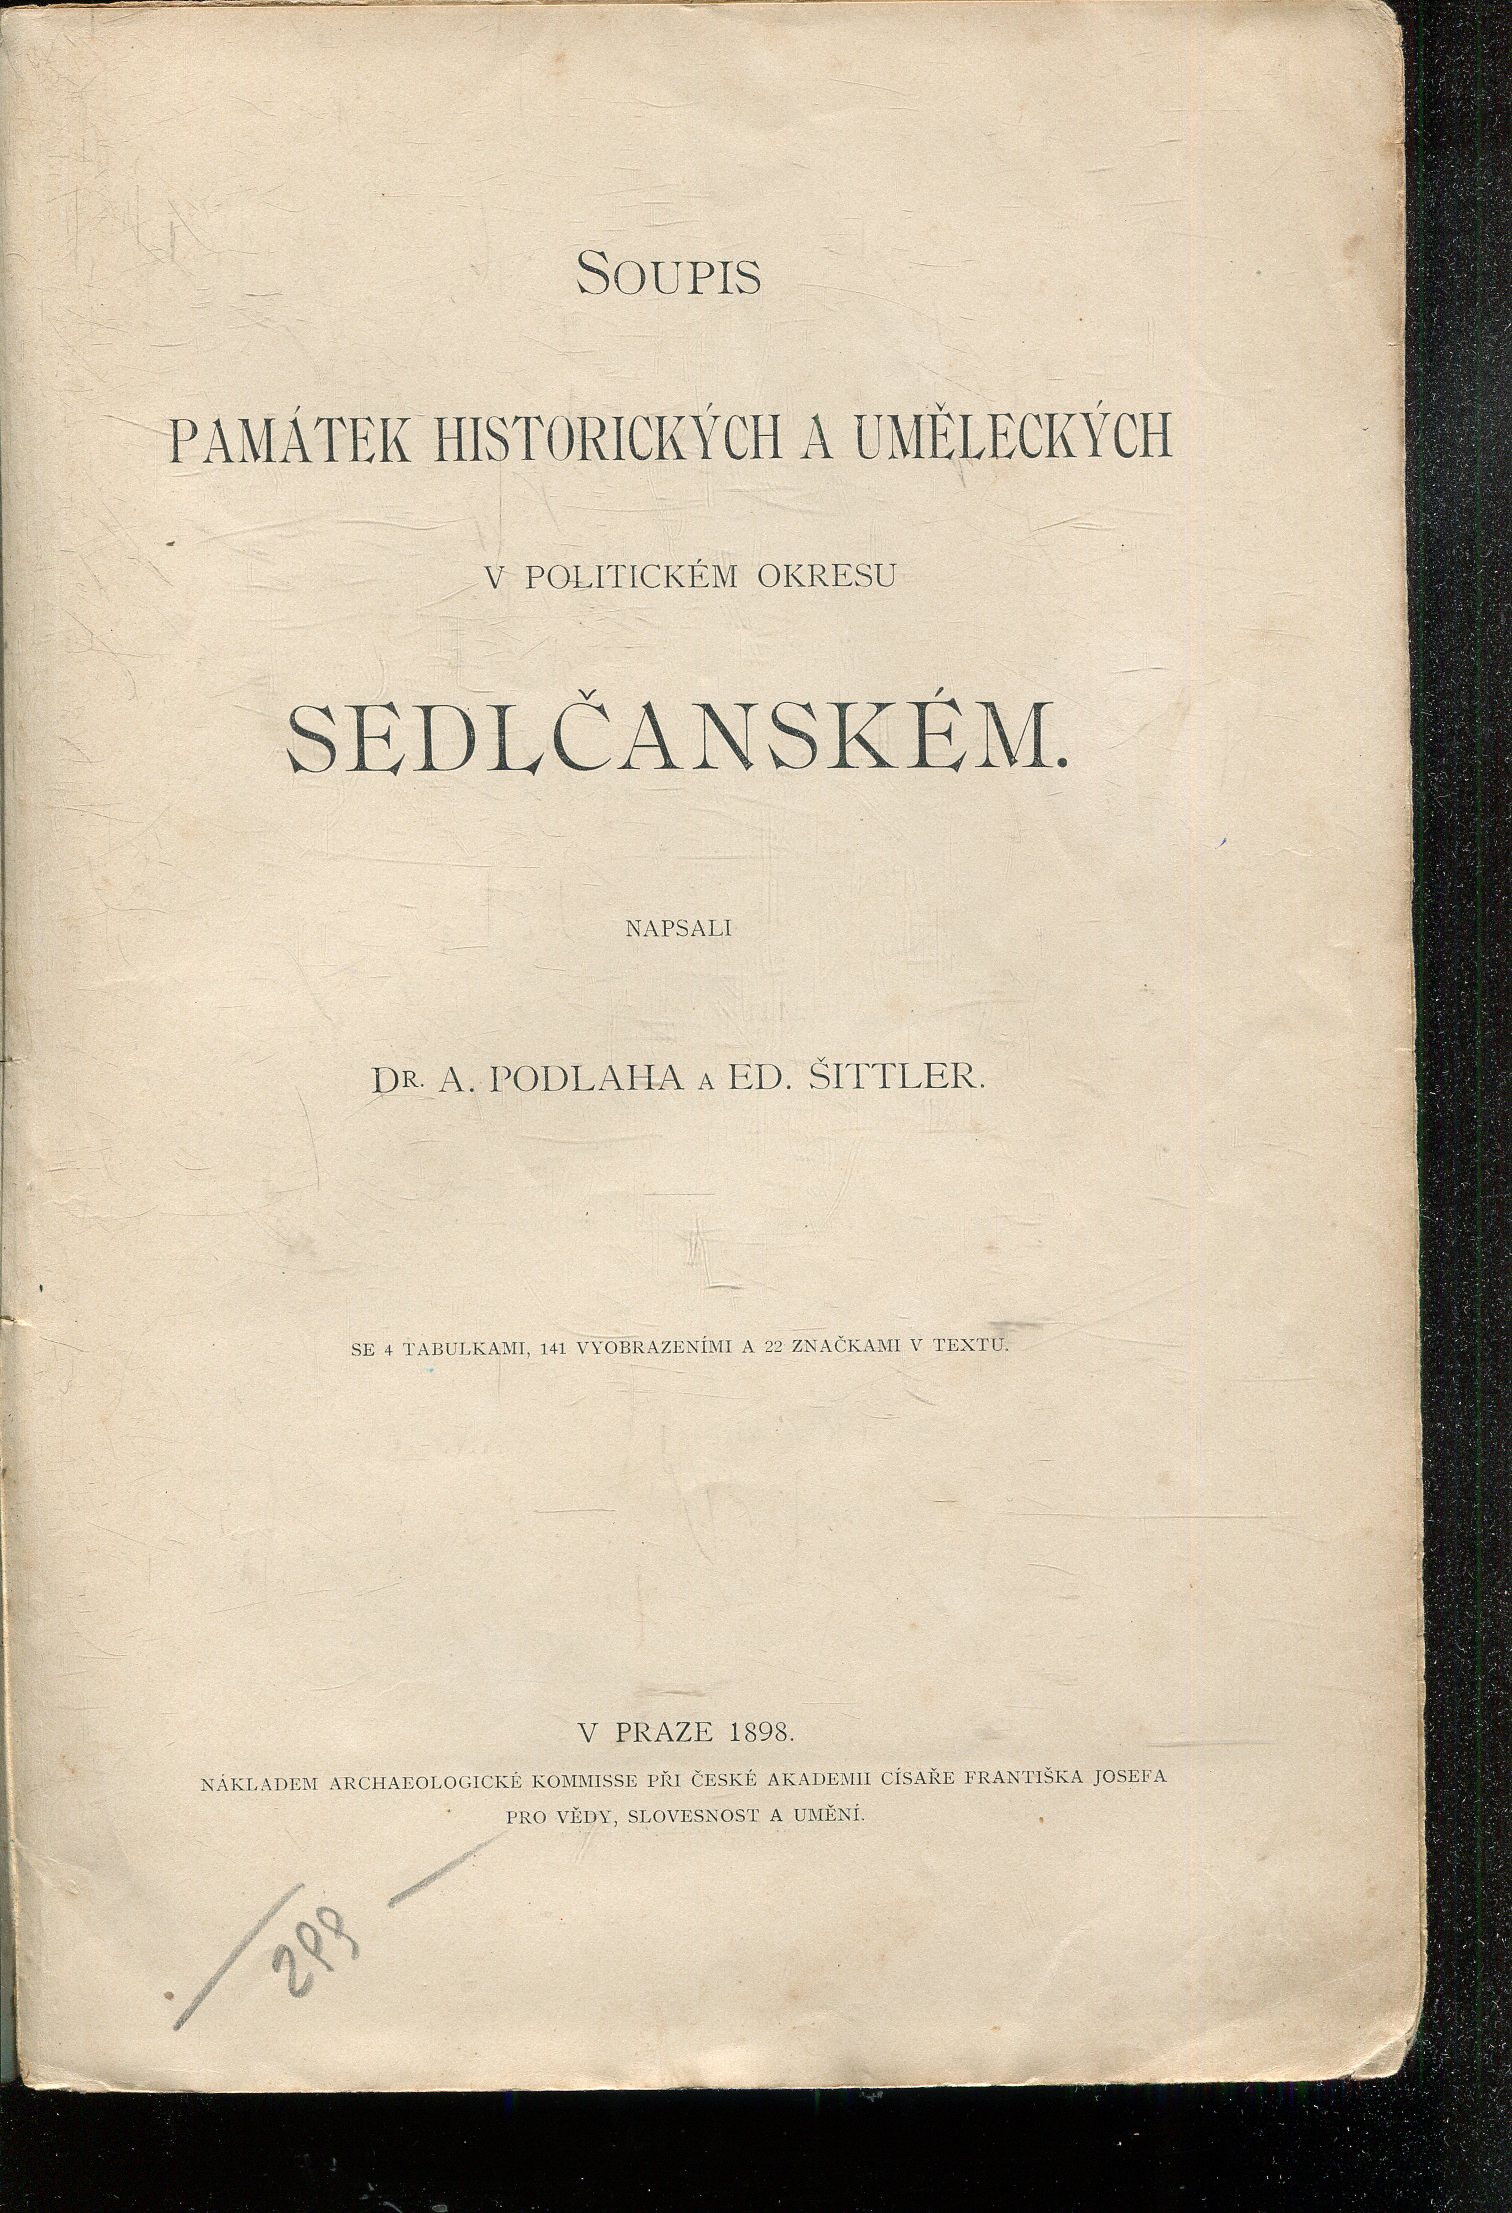 SOUPIS
PAMÁTEK HISTORICKÝCH A UMĚLECKÝCH
V POLITICKÉM OKRESU
SEDLČANSKÉM.
NAPSALI
DR. A. PODLAHA A ED. ŠITTLER.
SE 4 TABULKAMI, 141 VYOBRAZENÍMI A 22 ZNAČKAMI V TEXTU.
V PRAZE 1898.
NÁKLADEM ARCHAEOLOGICKÉ KOMMISSE PŘI ČESKÉ AKADEMII CÍSAŘE FRANTIŠKA JOSEFA
PRO VĚDY, SLOVESNOST A UMĚNÍ.